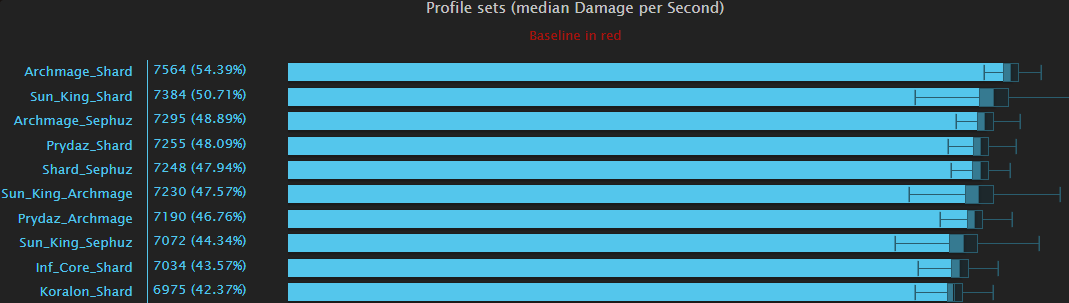 Profile sets (median Damage per Second)
Baseline in red
Archmage_Shard 7564 (54.39%)
Sun_King_Shard 7384 (50.71%)
Archmage_Sephuz 7295 (48.89%)
Prydaz_Shard 7255 (48.09%)
Shard_Sephuz 7248 (47.94%)
Sun_King_Archmage 7230 (47.57%)
Prydaz_Archmage 7190 (46.76%)
Sun_King_Sephuz 7072 (44.34%)
Inf_Core_Shard 7034 (43.57%)
Koralon_Shard 6975 (42.37%)